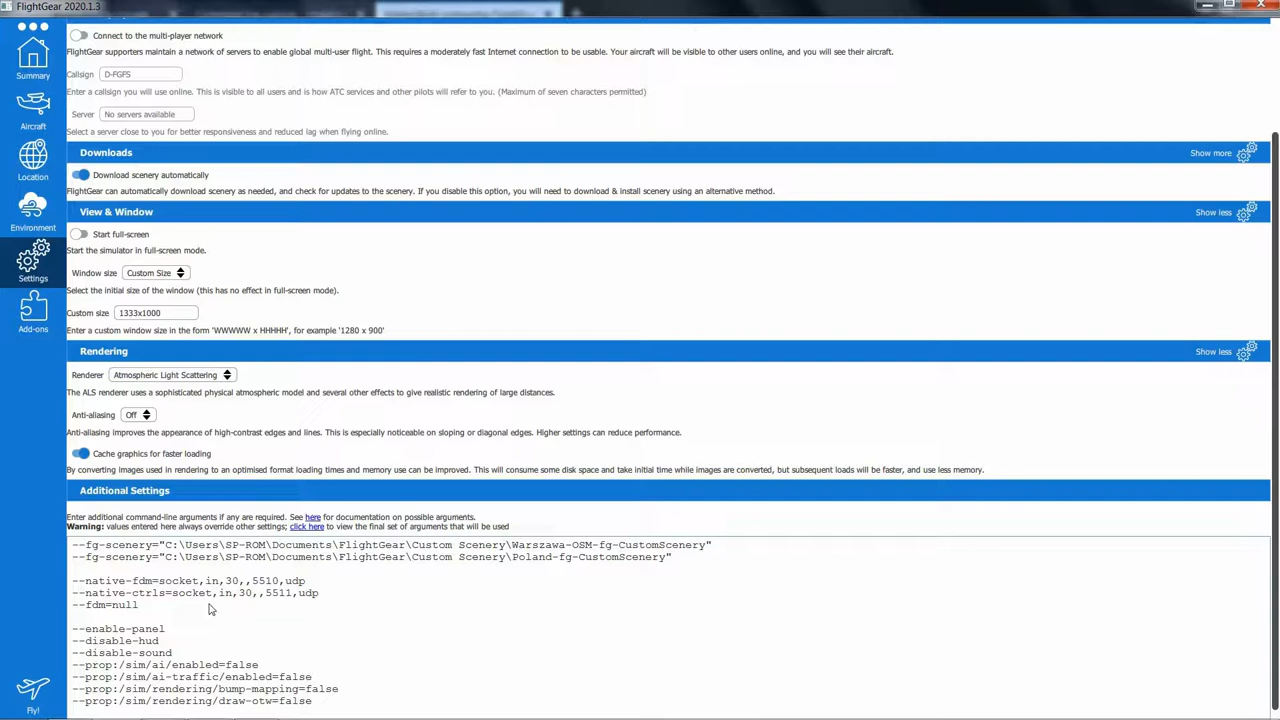 FlightGear 2020.1.3
Connect to the multi-player network
FlightGear supporters maintain a network of servers to enable global multi-user flight. This requires a moderately fast Internet connection to be usable. Your aircraft will be visible to other users online, and you will see their aircraft.
Callsign D-FGFS
Enter a callsign you will use online. This is visible to all users and is how ATC services and other pilots will refer to you. (Maximum of seven characters permitted)
Server No servers available
Select a server close to you for better responsiveness and reduced lag when flying online.
Downloads Show more
Download scenery automatically
FlightGear can automatically download scenery as needed, and check for updates to the scenery. If you disable this option, you will need to download & install scenery using an alternative method.
View & Window Show less
Start full-screen
Start the simulator in full-screen mode.
Window size Custom Size
Select the initial size of the window (this has no effect in full-screen mode).
Custom size 1333x1000
Enter a custom window size in the form 'WWWWW x HHHHH', for example '1280 x 900'
Rendering Show less
Renderer Atmospheric Light Scattering
The ALS renderer uses a sophisticated physical atmospheric model and several other effects to give realistic rendering of large distances.
Anti-aliasing Off
Anti-aliasing improves the appearance of high-contrast edges and lines. This is especially noticeable on sloping or diagonal edges. Higher settings can reduce performance.
Cache graphics for faster loading
By converting images used in rendering to an optimised format loading times and memory use can be improved. This will consume some disk space and take initial time while images are converted, but subsequent loads will be faster, and use less memory.
Additional Settings
Enter additional command-line arguments if any are required. See here for documentation on possible arguments.
Warning: values entered here always override other settings; click here to view the final set of arguments that will be used
--fg-scenery="C:\Users\SP-ROM\Documents\FlightGear\Custom Scenery\Warszawa-OSM-fg-CustomScenery"
--fg-scenery="C:\Users\SP-ROM\Documents\FlightGear\Custom Scenery\Poland-fg-CustomScenery"
--native-fdm=socket,in,30,,5510,udp
--native-ctrls=socket,in,30,,5511,udp
--fdm=null
--enable-panel
--disable-hud
--disable-sound
--prop:/sim/ai/enabled=false
--prop:/sim/ai-traffic/enabled=false
--prop:/sim/rendering/bump-mapping=false
--prop:/sim/rendering/draw-otw=false
Summary
Aircraft
Location
Environment
Settings
Add-ons
Fly!